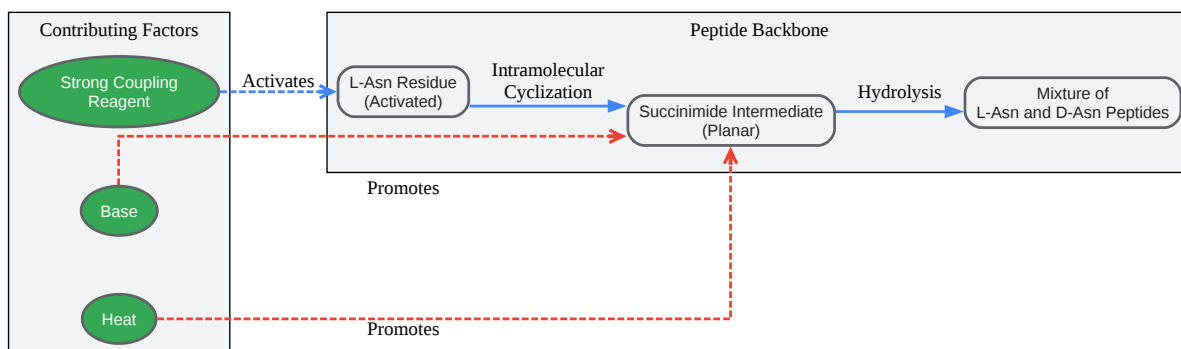 Contributing Factors
Strong Coupling
Reagent
Base
Heat
Activates
Peptide Backbone
L-Asn Residue
(Activated)
Intramolecular
Cyclization
Succinimide Intermediate
(Planar)
Hydrolysis
Mixture of
L-Asn and D-Asn Peptides
Promotes
Promotes